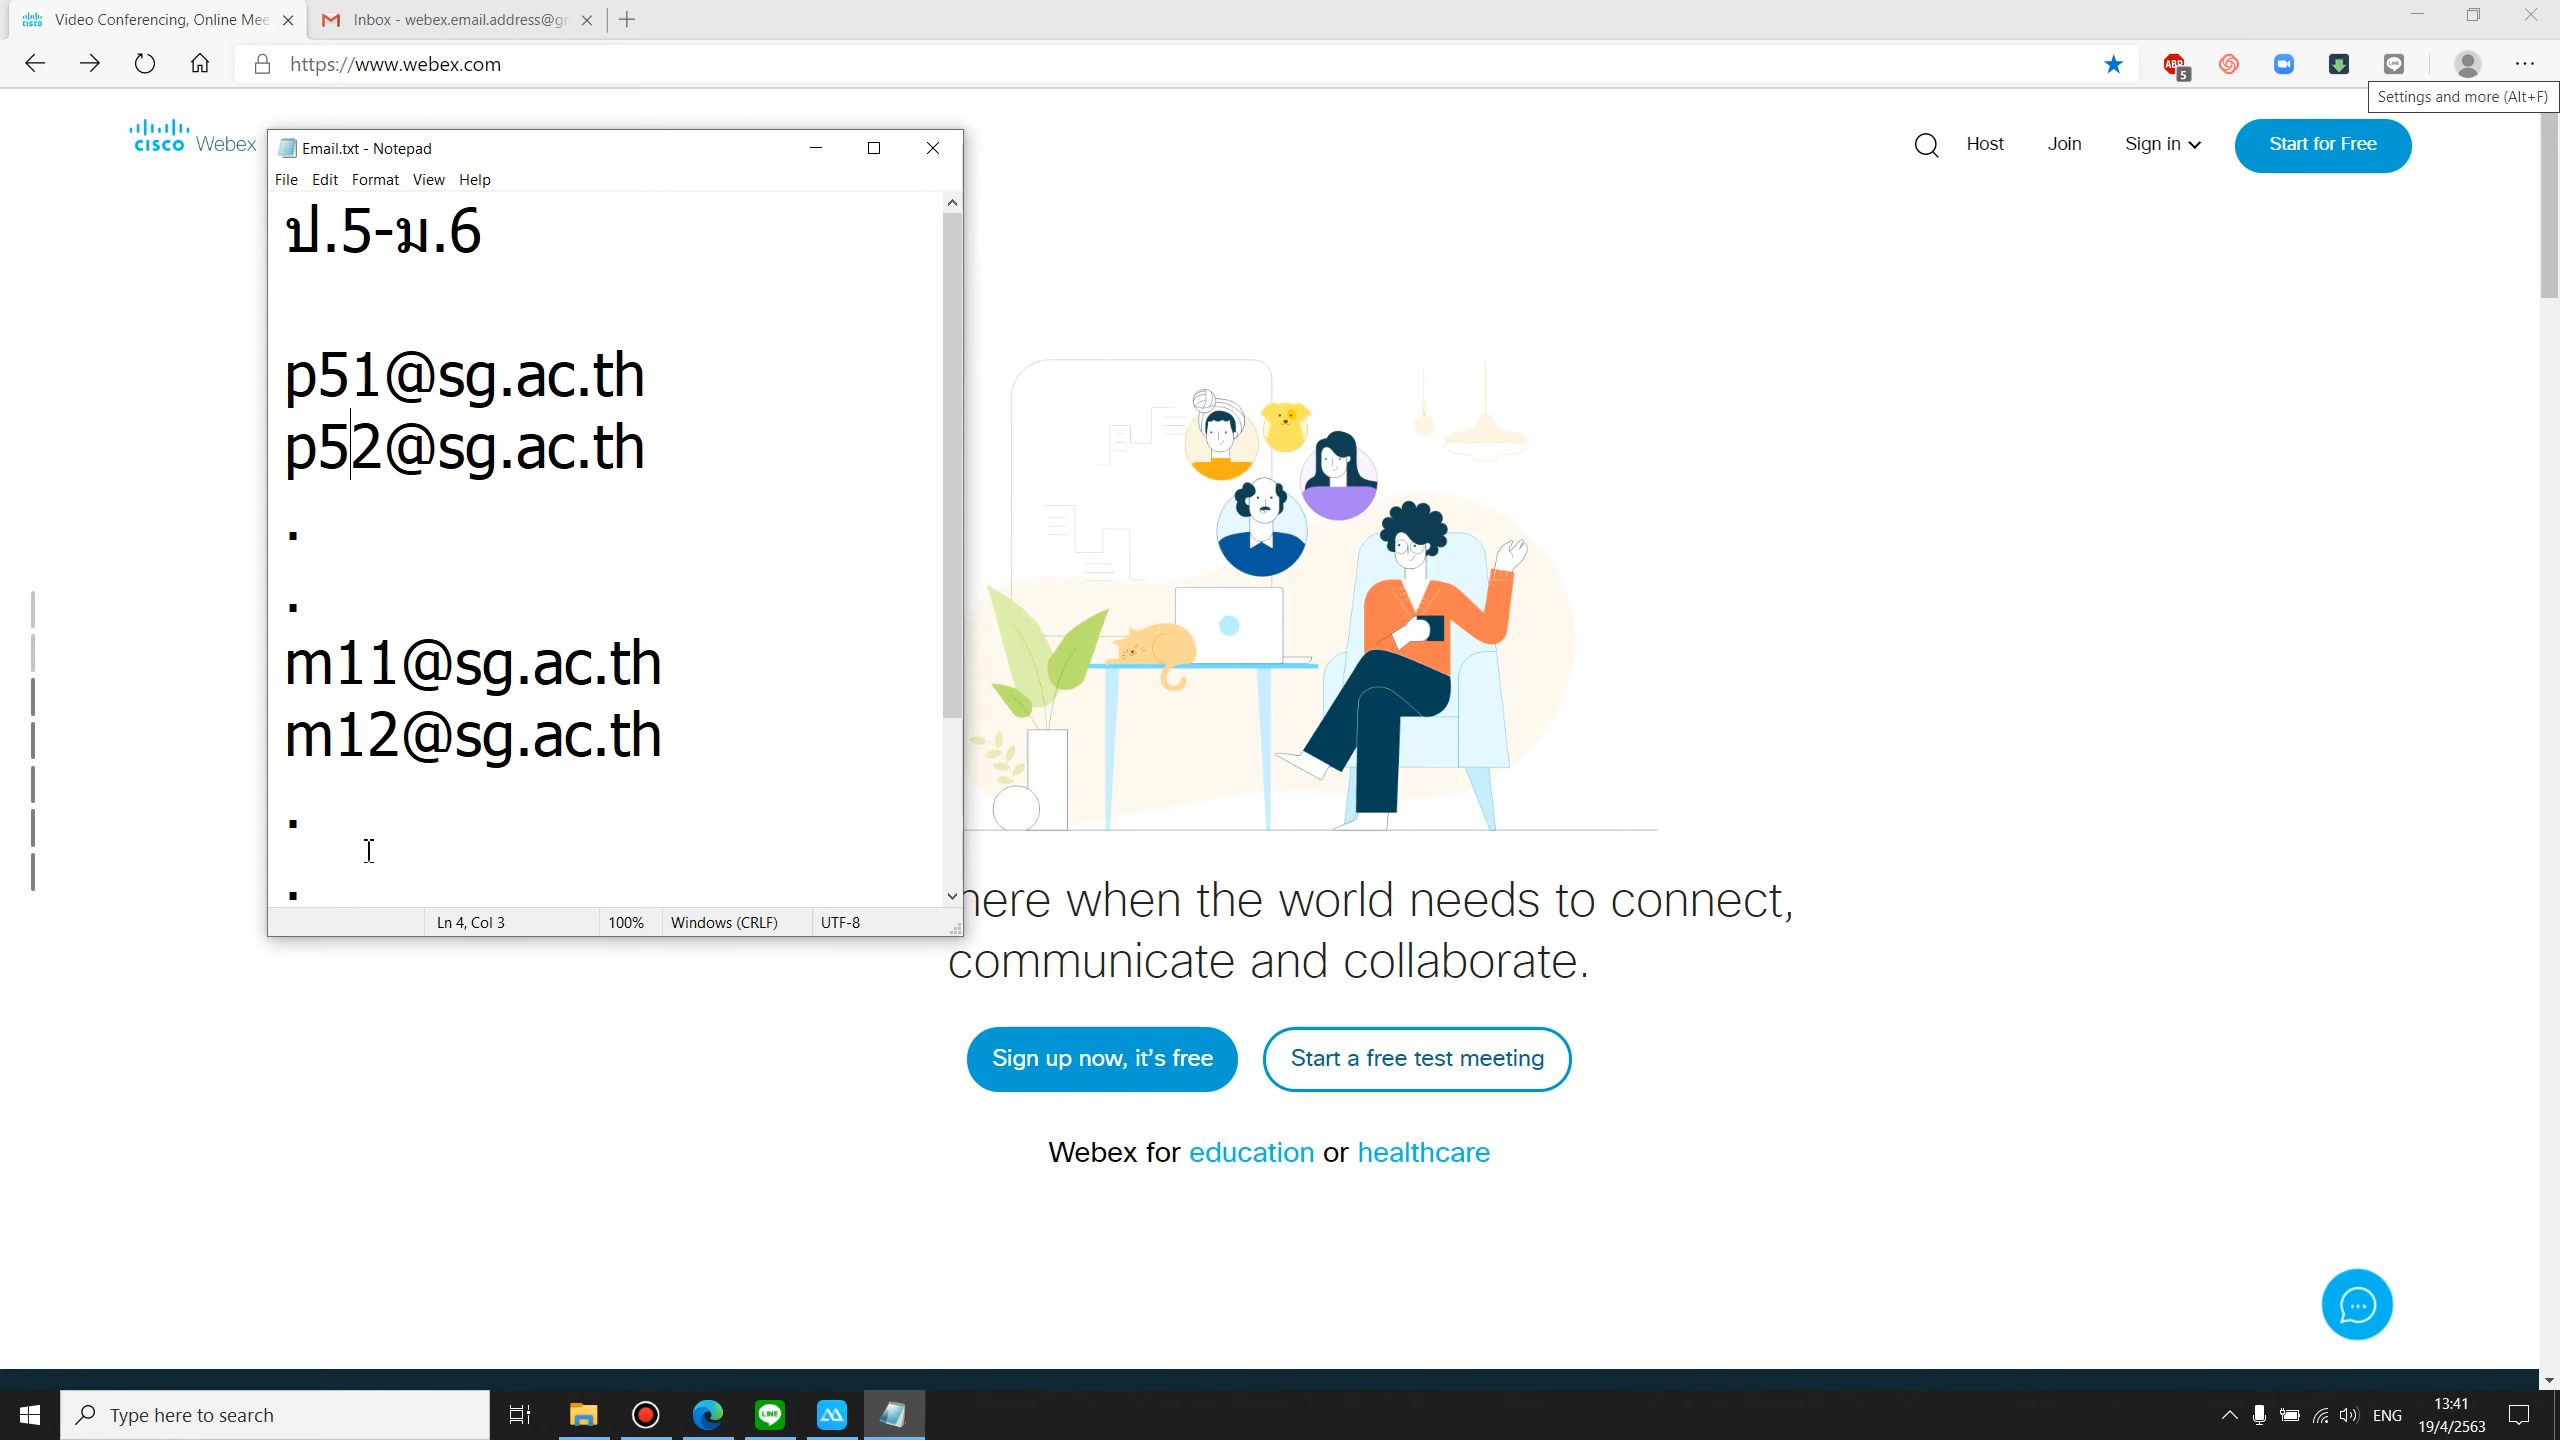 Video Conferencing, Online Mee
Inbox - webex.email.address@g
https://www.webex.com
ABP
5
Settings and more (Alt+F)
cisco Webex
Host
Join
Sign in
Start for Free
Email.txt - Notepad
File Edit Format View Help
ป.5-ม.6
p51@sg.ac.th
p52@sg.ac.th
.
.
m11@sg.ac.th
m12@sg.ac.th
.
.
Ln 4, Col 3
100%
Windows (CRLF)
UTF-8
here when the world needs to connect,
communicate and collaborate.
Sign up now, it's free
Start a free test meeting
Webex for education or healthcare
Type here to search
LINE
ENG
13:41
19/4/2563